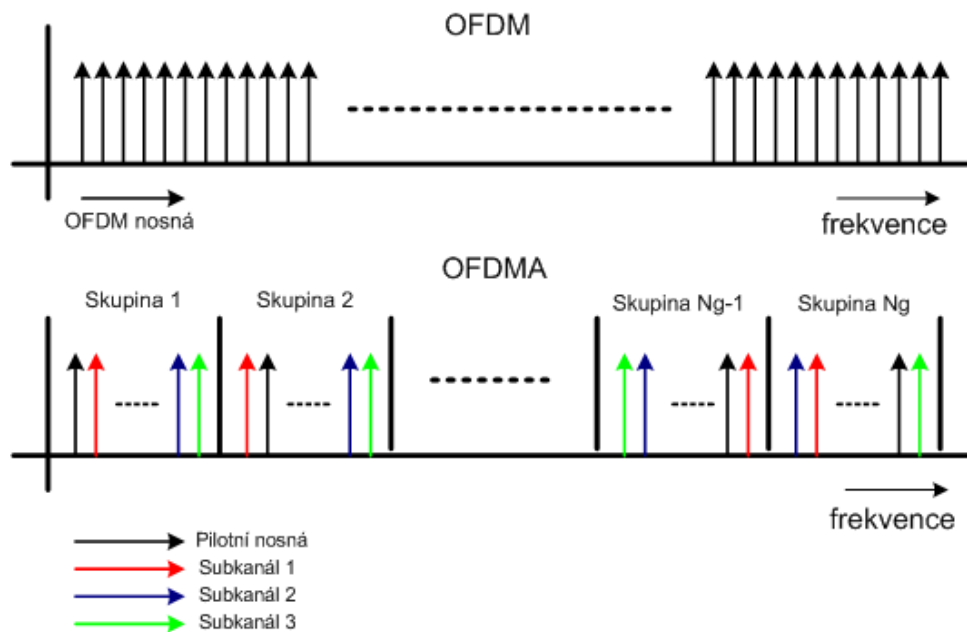 OFDM
OFDM nosná
frekvence
OFDMA
Skupina 1
Skupina 2
Skupina Ng-1
Skupina Ng
frekvence
Pilotní nosná
Subkanál 1
Subkanál 2
Subkanál 3